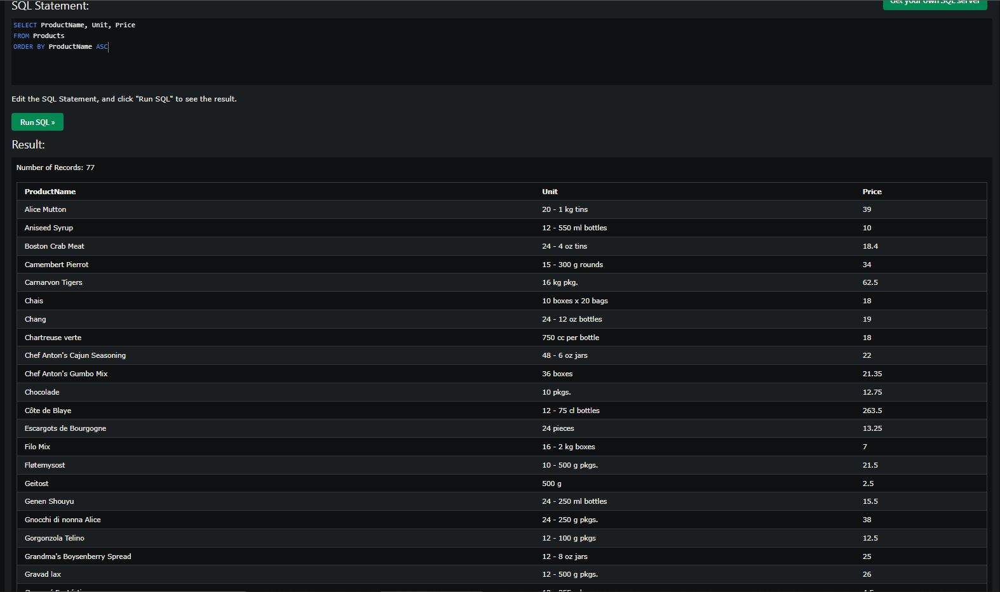 SQL Statement:
Get your own SQL server
SELECT ProductName, Unit, Price
FROM Products
ORDER BY ProductName ASC
Edit the SQL Statement, and click "Run SQL" to see the result.
Run SQL »
Result:
Number of Records: 77
ProductName Unit Price
Alice Mutton 20 - 1 kg tins 39
Aniseed Syrup 12 - 550 ml bottles 10
Boston Crab Meat 24 - 4 oz tins 18.4
Camembert Pierrot 15 - 300 g rounds 34
Carnarvon Tigers 16 kg pkg. 62.5
Chais 10 boxes x 20 bags 18
Chang 24 - 12 oz bottles 19
Chartreuse verte 750 cc per bottle 18
Chef Anton's Cajun Seasoning 48 - 6 oz jars 22
Chef Anton's Gumbo Mix 36 boxes 21.35
Chocolade 10 pkgs. 12.75
Côte de Blaye 12 - 75 cl bottles 263.5
Escargots de Bourgogne 24 pieces 13.25
Filo Mix 16 - 2 kg boxes 7
Fløtemysost 10 - 500 g pkgs. 21.5
Geitost 500 g 2.5
Genen Shouyu 24 - 250 ml bottles 15.5
Gnocchi di nonna Alice 24 - 250 g pkgs. 38
Gorgonzola Telino 12 - 100 g pkgs 12.5
Grandma's Boysenberry Spread 12 - 8 oz jars 25
Gravad lax 12 - 500 g pkgs. 26